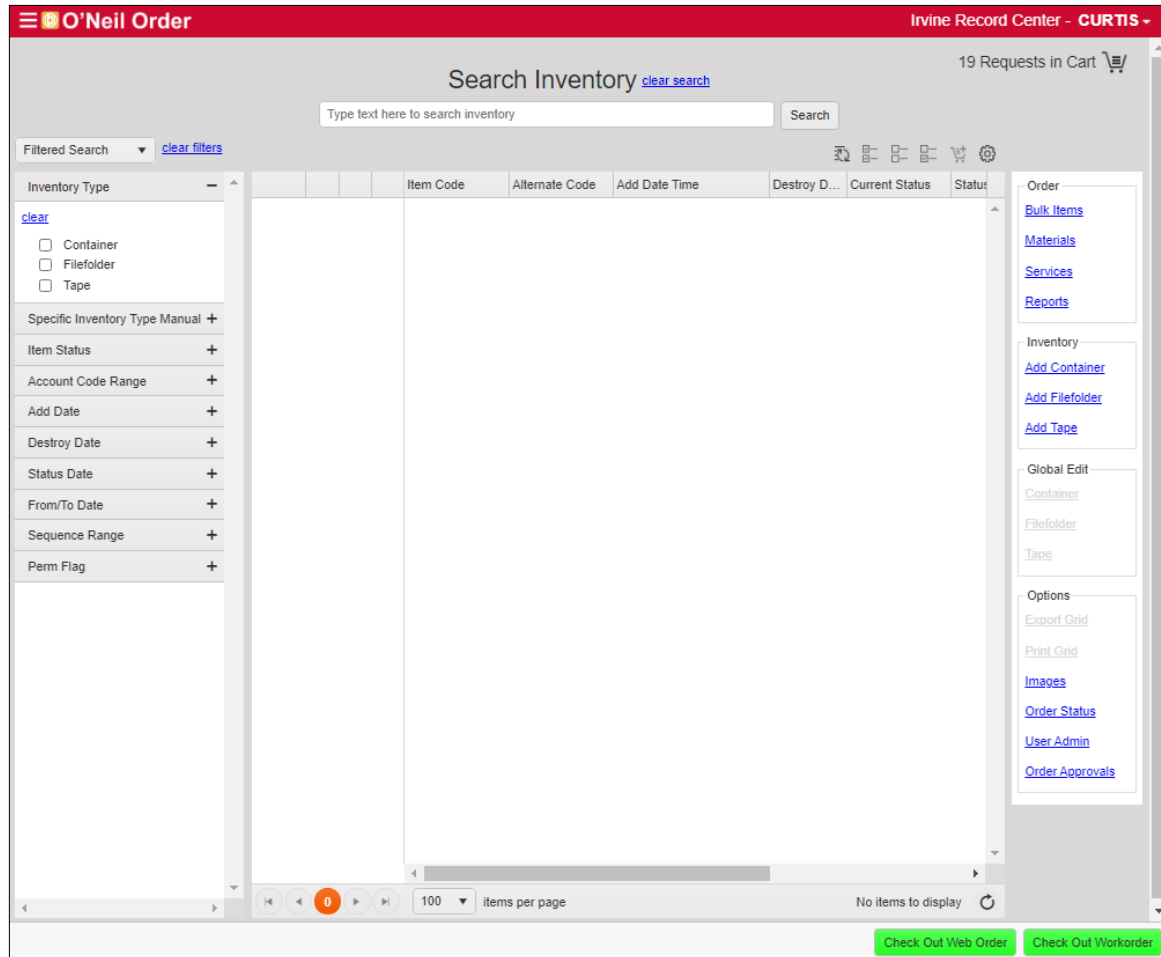 O'Neil Order
Irvine Record Center - CURTIS
19 Requests in Cart
Search Inventory clear search
Type text here to search inventory
Search
Filtered Search
clear filters
Inventory Type
clear
Container
Filefolder
Tape
Specific Inventory Type Manual
Item Status
Account Code Range
Add Date
Destroy Date
Status Date
From/To Date
Sequence Range
Perm Flag
Item Code Alternate Code Add Date Time Destroy D... Current Status Status
0
100 items per page
No items to display
Order
Bulk Items
Materials
Services
Reports
Inventory
Add Container
Add Filefolder
Add Tape
Global Edit
Container
Filefolder
Tape
Options
Export Grid
Print Grid
Images
Order Status
User Admin
Order Approvals
Check Out Web Order
Check Out Workorder